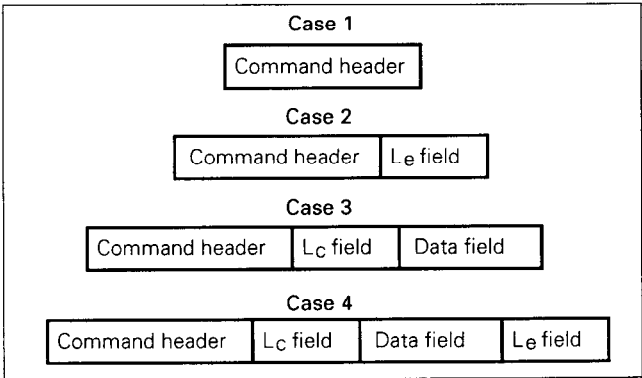 Case 1
Command header
Case 2
Command header Le field
Case 3
Command header Lc field Data field
Case 4
Command header Lc field Data field Le field